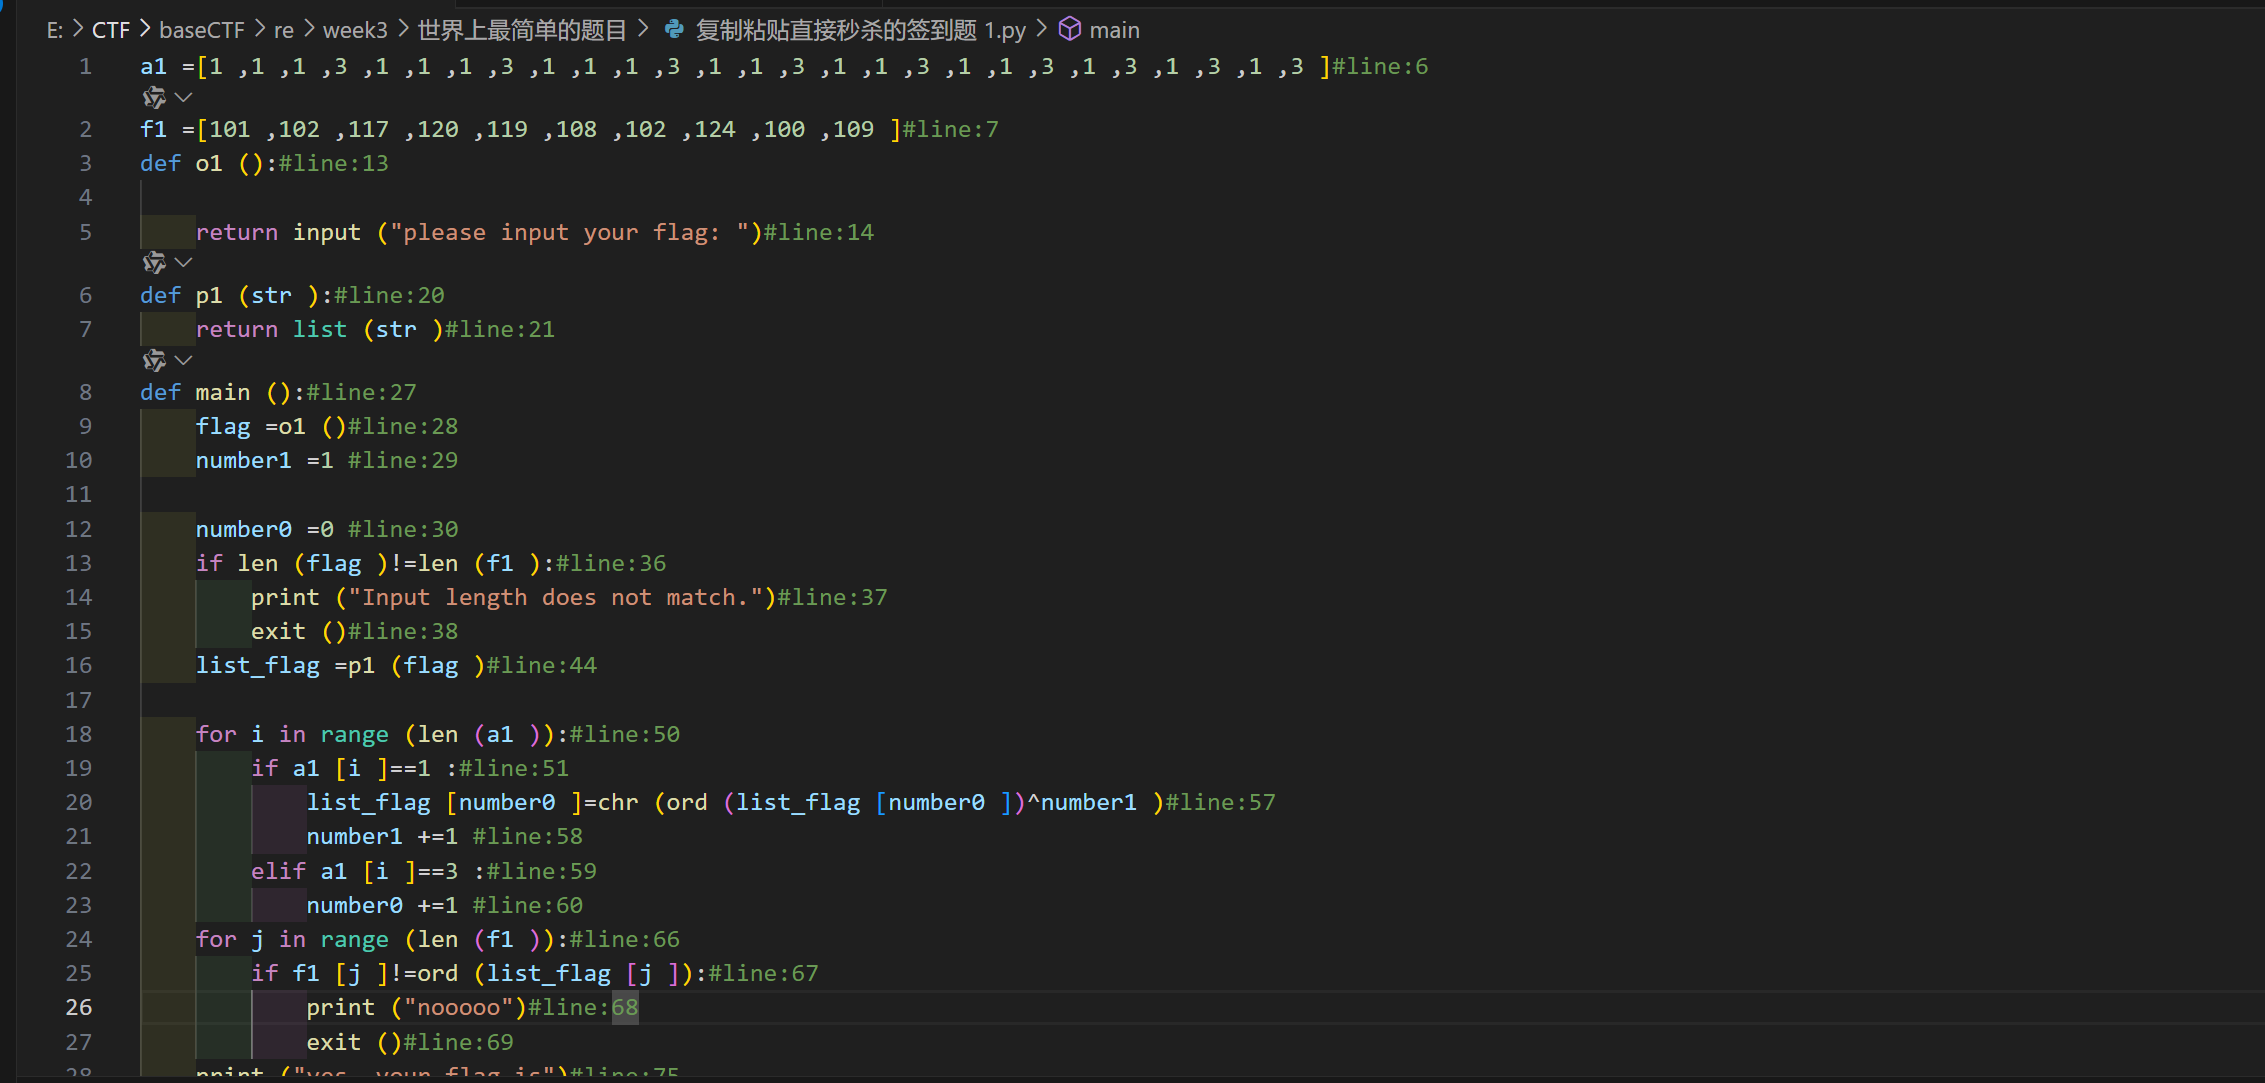 E: > CTF > baseCTF > re > week3 > 世界上最简单的题目 > 复制粘贴直接秒杀的签到题 1.py > main
1 a1 =[1 ,1 ,1 ,3 ,1 ,1 ,1 ,3 ,1 ,1 ,1 ,3 ,1 ,1 ,3 ,1 ,1 ,3 ,1 ,1 ,3 ,1 ,3 ,1 ,3 ,1 ,3 ]#line:6
2 f1 =[101 ,102 ,117 ,120 ,119 ,108 ,102 ,124 ,100 ,109 ]#line:7
3 def o1 ():#line:13
4
5     return input ("please input your flag: ")#line:14
6 def p1 (str ):#line:20
7     return list (str )#line:21
8 def main ():#line:27
9     flag =o1 ()#line:28
10     number1 =1 #line:29
11
12     number0 =0 #line:30
13     if len (flag )!=len (f1 ):#line:36
14         print ("Input length does not match.")#line:37
15         exit ()#line:38
16     list_flag =p1 (flag )#line:44
17
18     for i in range (len (a1 )):#line:50
19         if a1 [i ]==1 :#line:51
20             list_flag [number0 ]=chr (ord (list_flag [number0 ])^number1 )#line:57
21             number1 +=1 #line:58
22         elif a1 [i ]==3 :#line:59
23             number0 +=1 #line:60
24     for j in range (len (f1 )):#line:66
25         if f1 [j ]!=ord (list_flag [j ]):#line:67
26             print ("nooooo")#line:68
27             exit ()#line:69
28     print ("yes, your flag is")#line:75